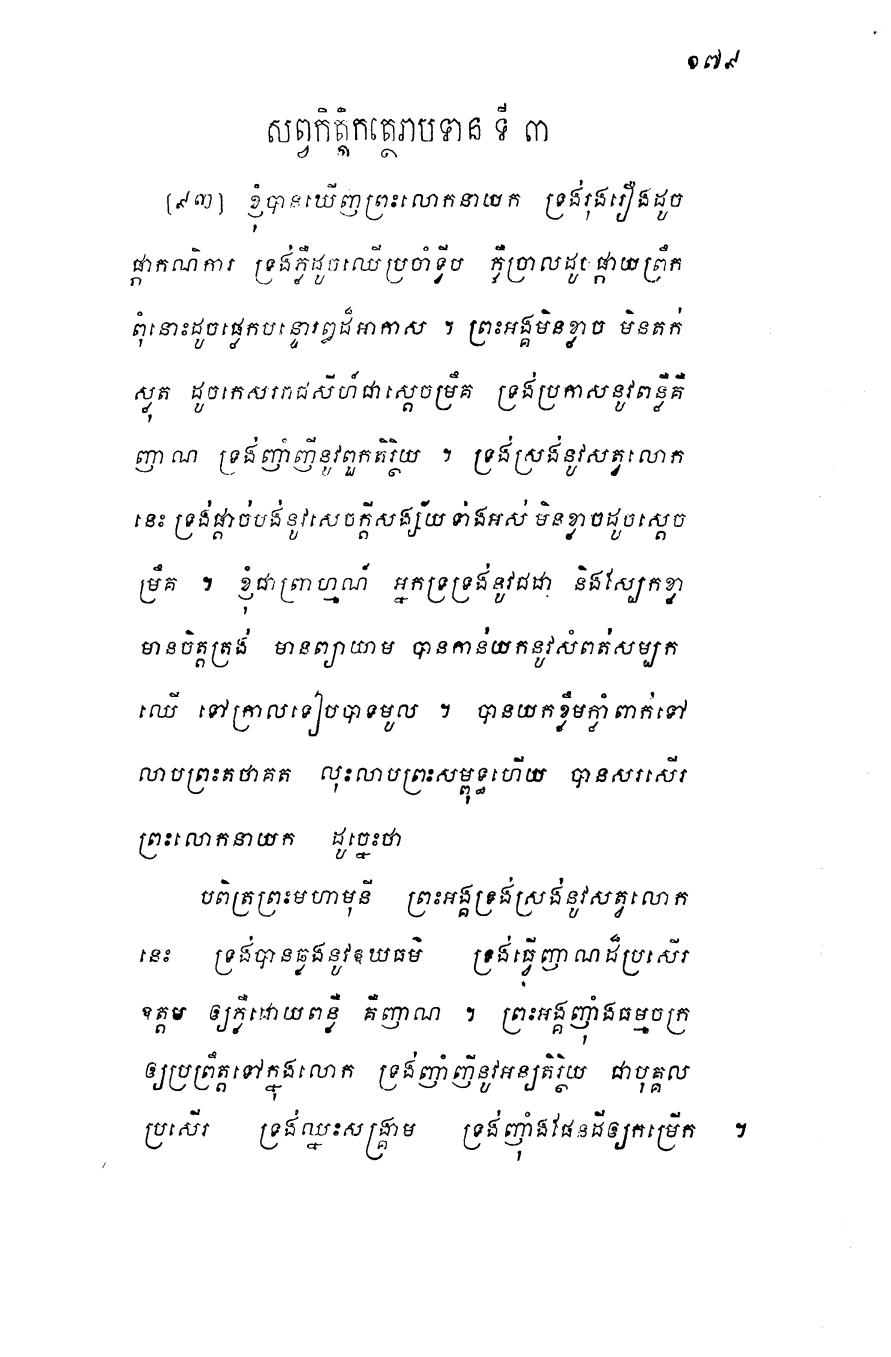 ១៧៩
សព្វកិត្តិកត្ថេរាបទាន ទី ៣
[៩៣] ខ្ញុំបានឃើញព្រះលោកនាយក ទ្រង់រុងរឿងដូច
ផ្កាកណិការ ទ្រង់ភ្លឺដូចឈើប្រចាំទ្វីប ភ្លឺច្រាលដូចផ្កាយព្រឹក
ពុំនោះដូចផ្លេកបន្ទោរឰដ៏អាកាស ។ ព្រះអង្គមិនខ្លាច មិនតក់
ស្លុត ដូចកេសររាជសីហ៍ជាស្តេចម្រឹគ ទ្រង់ប្រកាសនូវពន្លឺគឺ
ញាណ ទ្រង់ញាំញីនូវពួកតិរ្ថិយ ។ ទ្រង់ស្រង់នូវសត្វលោក
នេះ ទ្រង់ផ្តាច់បង់នូវសេចក្តីសង្ស័យទាំងអស់ មិនខ្លាចដូចស្តេច
ម្រឹគ ។ ខ្ញុំជាព្រាហ្មណ៍ អ្នកទ្រទ្រង់នូវជដា និងស្បែកខ្លា
មានចិត្តត្រង់ មានព្យាយាម បានកាន់យកនូវសំពត់សម្បក
ឈើ ទៅក្រាលទៀបបាទមូល ។ បានយកខ្លឹមក្លាំពាក់ទៅ
លាបព្រះតថាគត លុះលាបព្រះសម្ពុទ្ធហើយ បានសរសើរ
ព្រះលោកនាយក ដូច្នេះថា
បពិត្រព្រះមហាមុនី ព្រះអង្គទ្រង់ស្រង់នូវសត្វលោក
នេះ ទ្រង់បានឆ្លងនូវឱឃធម៌ ទ្រង់ធ្វើញាណដ៏ប្រសើរ
ឧត្តម ឲ្យភ្លឺដោយពន្លឺ គឺញាណ ។ ព្រះអង្គញ៉ាំងធម្មចក្រ
ឲ្យប្រព្រឹត្តទៅក្នុងលោក ទ្រង់ញាំញីនូវអន្យតិរ្ថិយ ជាបុគ្គល
ប្រសើរ ទ្រង់ឈ្នះសង្គ្រាម ទ្រង់ញ៉ាំងផែនដីឲ្យកម្រើក ។